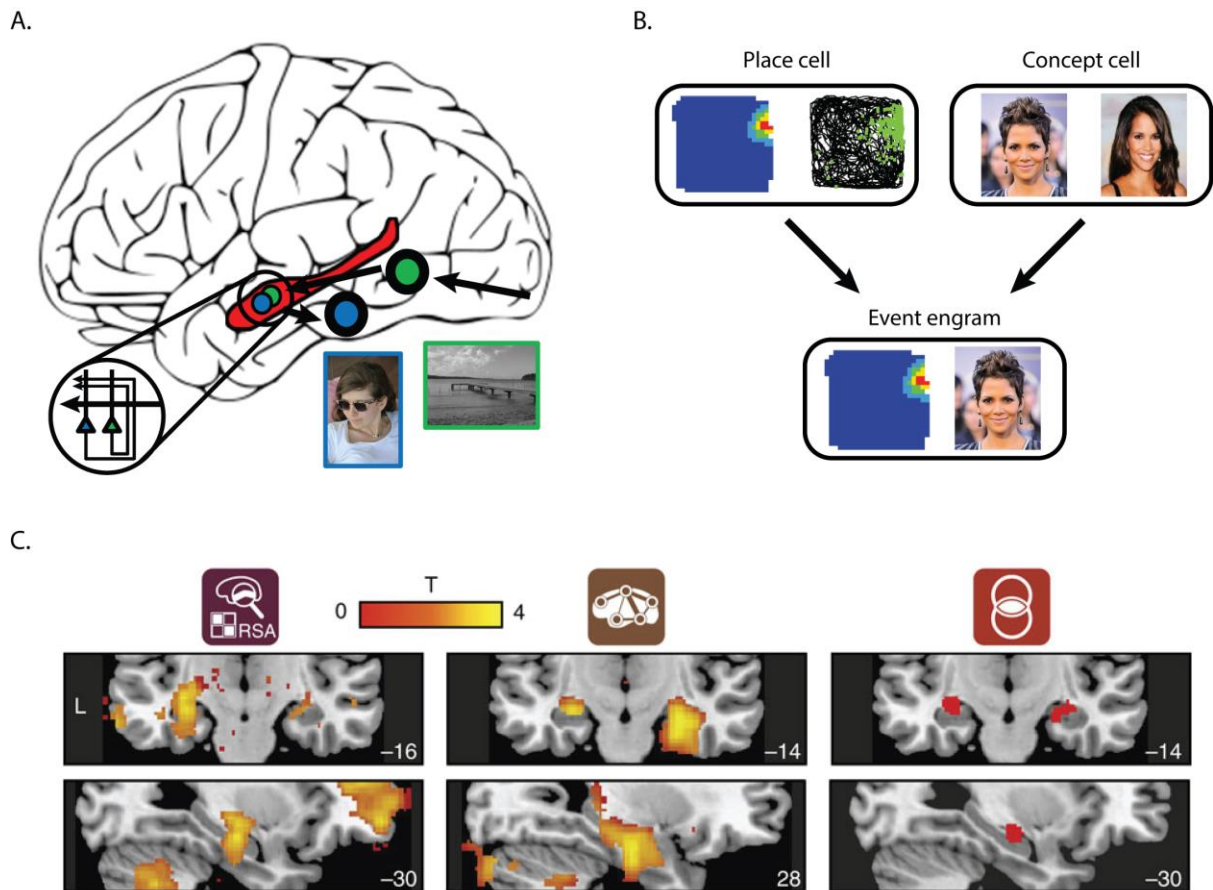 A.
B.
Place cell
Concept cell
Event engram
C.
RSA
T
0
4
L
−16
−14
−14
−30
28
−30